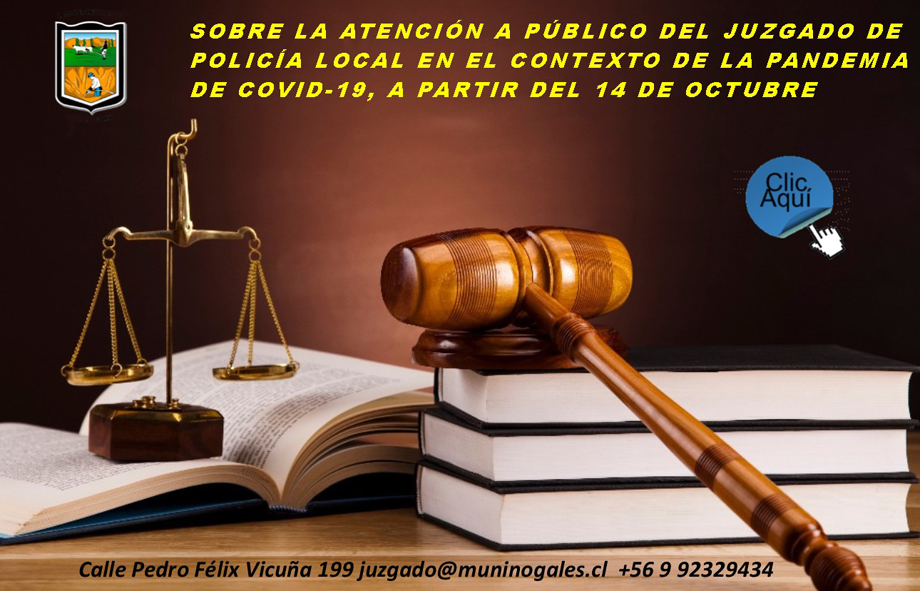 SOBRE LA ATENCIÓN A PÚBLICO DEL JUZGADO DE
POLICÍA LOCAL EN EL CONTEXTO DE LA PANDEMIA
DE COVID-19, A PARTIR DEL 14 DE OCTUBRE
Clic
Aquí
Calle Pedro Félix Vicuña 199 juzgado@muninogales.cl +56 9 92329434